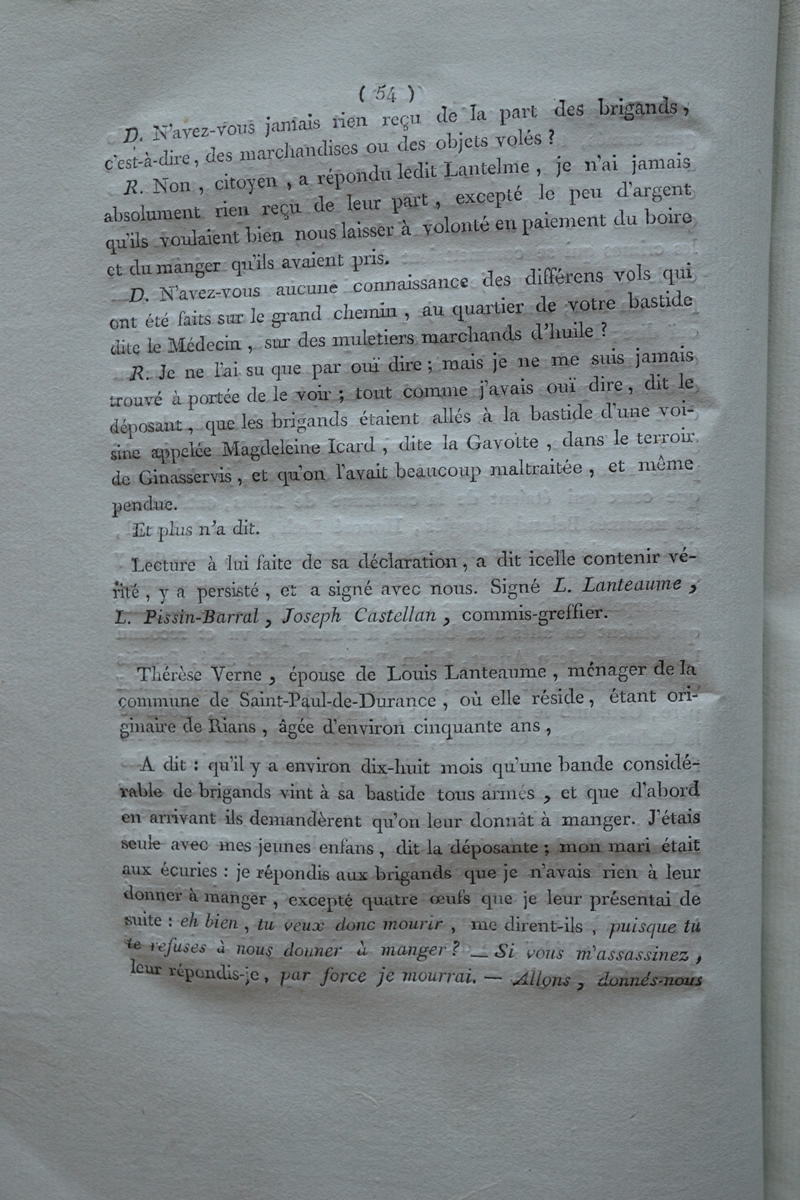 ( 54 )
D. N'avez-vous jamais rien reçu de la part des brigands,
c'est-à-dire, des marchandises ou des objets volés ?
R. Non, citoyen, a répondu ledit Lantelme, je n'ai jamais
absolument rien reçu de leur part, excepté le peu d'argent
qu'ils voulaient bien nous laisser à volonté en paiement du boire
et du manger qu'ils avaient pris.
D. N'avez-vous aucune connaissance des différens vols qui
ont été faits sur le grand chemin, au quartier de votre bastide
dite le Médecin, sur des muletiers marchands d'huile ?
R. Je ne l'ai su que par ouï dire ; mais je ne me suis jamais
trouvé à portée de le voir ; tout comme j'avais ouï dire, dit le
déposant, que les brigands étaient allés à la bastide d'une voi-
sine appelée Magdeleine Icard, dite la Gavotte, dans le terroir
de Ginasservis, et qu'on l'avait beaucoup maltraitée, et même
pendue.
Et plus n'a dit.
Lecture à lui faite de sa déclaration, a dit icelle contenir vé-
rité, y a persisté, et a signé avec nous. Signé L. Lanteaume,
L. Pissin-Barral, Joseph Castellan, commis-greffier.
Thérèse Verne, épouse de Louis Lanteaume, ménager de la
commune de Saint-Paul-de-Durance, où elle réside, étant ori-
ginaire de Rians, âgée d'environ cinquante ans,
A dit : qu'il y a environ dix-huit mois qu'une bande considé-
rable de brigands vint à sa bastide tous armés, et que d'abord
en arrivant ils demandèrent qu'on leur donnât à manger. J'étais
seule avec mes jeunes enfans, dit la déposante ; mon mari était
aux écuries : je répondis aux brigands que je n'avais rien à leur
donner à manger, excepté quatre œufs que je leur présentai de
suite : eh bien, tu veux donc mourir, me dirent-ils, puisque tu
te refuses à nous donner à manger ? — Si vous m'assassinez,
leur répondis-je, par force je mourrai. — Allons, donnés-nous